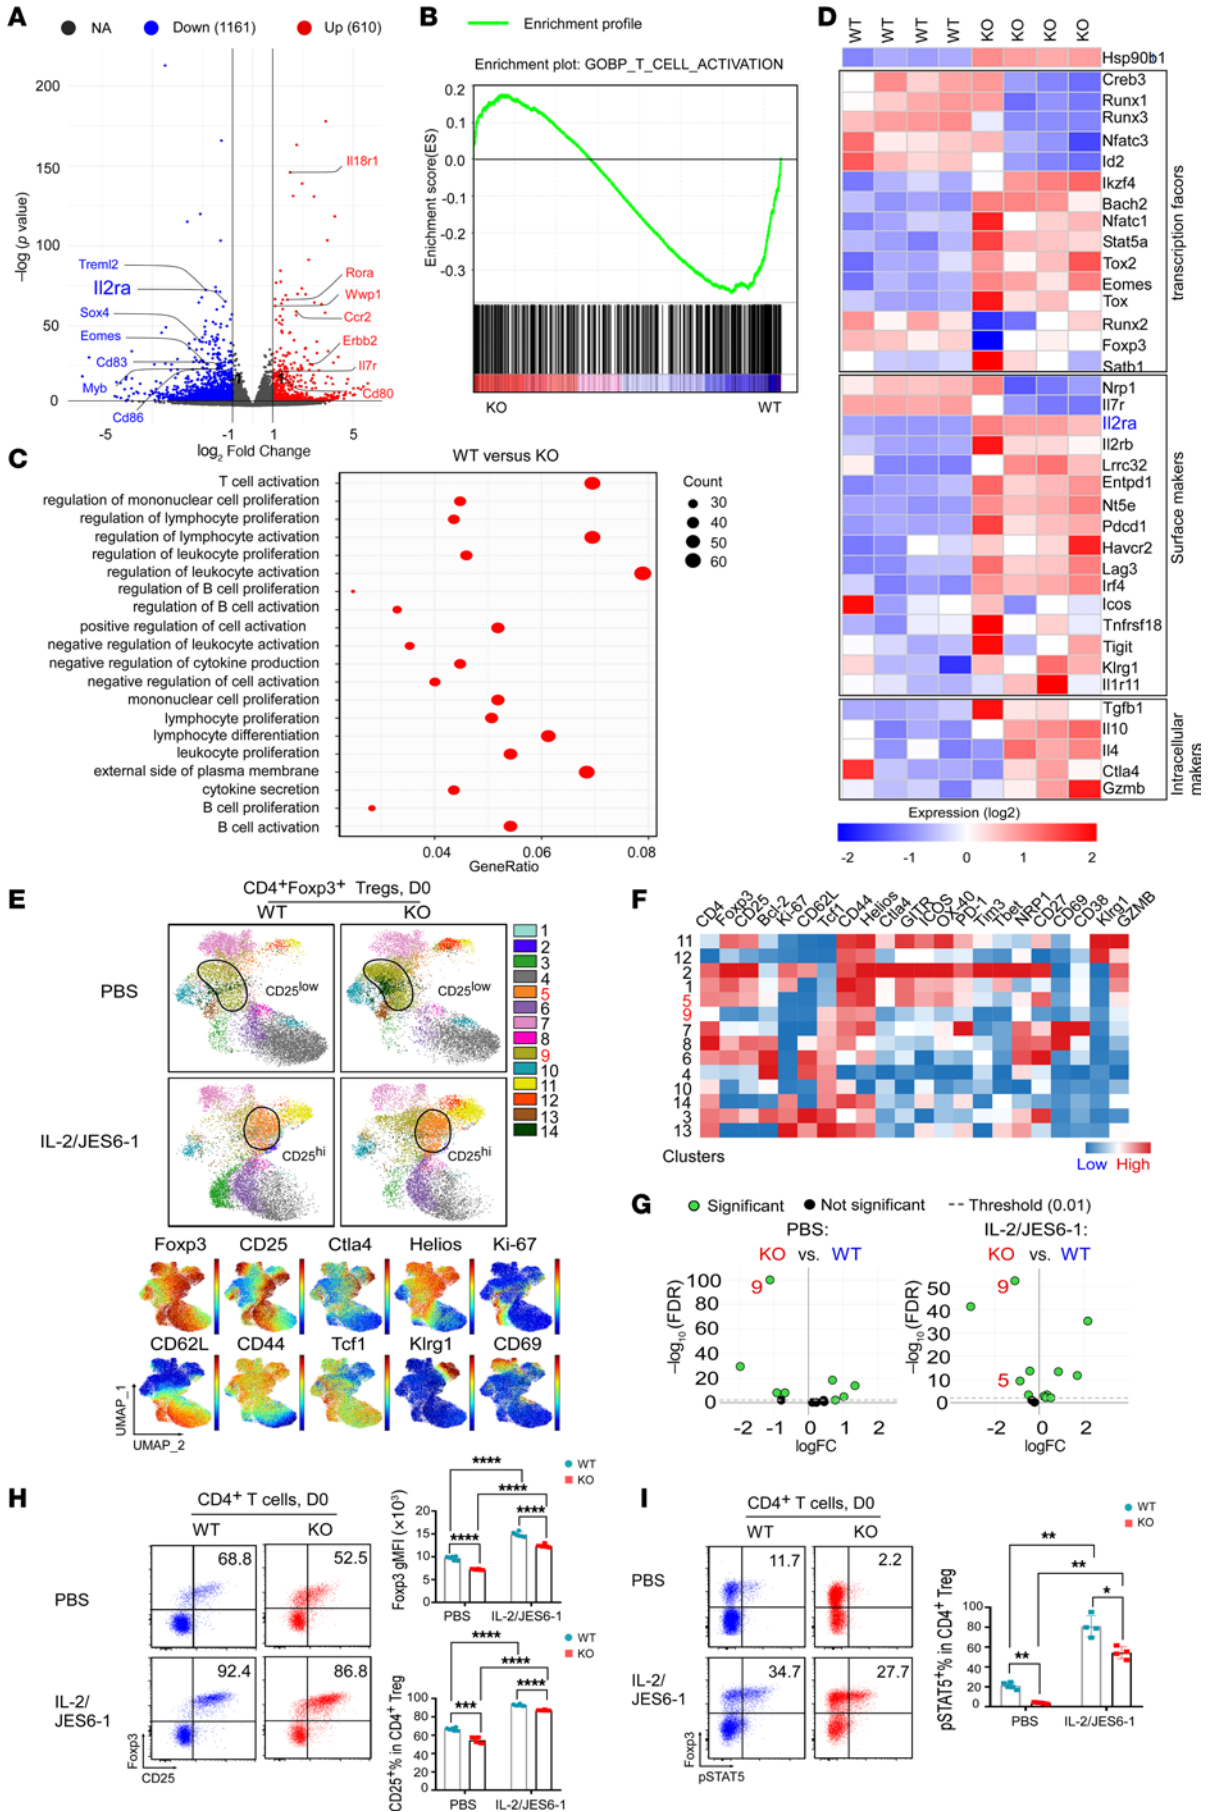 A
NA
Down (1161)
Up (610)
–log (p value)
200
150
100
50
0
Il18r1
Treml2
Il2ra
Sox4
Eomes
Cd83
Myb
Cd86
Rora
Wwp1
Ccr2
Erbb2
Il7r
Cd80
-5
-1
1
5
log2 Fold Change
B
Enrichment profile
Enrichment plot: GOBP_T_CELL_ACTIVATION
Enrichment score(ES)
0.2
0.1
0.0
-0.1
-0.2
-0.3
KO
WT
C
WT versus KO
T cell activation
regulation of mononuclear cell proliferation
regulation of lymphocyte proliferation
regulation of lymphocyte activation
regulation of leukocyte proliferation
regulation of leukocyte activation
regulation of B cell proliferation
regulation of B cell activation
positive regulation of cell activation
negative regulation of leukocyte activation
negative regulation of cytokine production
negative regulation of cell activation
mononuclear cell proliferation
lymphocyte proliferation
lymphocyte differentiation
leukocyte proliferation
external side of plasma membrane
cytokine secretion
B cell proliferation
B cell activation
0.04
0.06
0.08
GeneRatio
Count
30
40
50
60
D
WT WT WT WT KO KO KO KO
Hsp90b1
Creb3
Runx1
Runx3
Nfatc3
Id2
Ikzf4
Bach2
Nfatc1
Stat5a
Tox2
Eomes
Tox
Runx2
Foxp3
Satb1
transcription facors
Nrp1
Il7r
Il2ra
Il2rb
Lrrc32
Entpd1
Nt5e
Pdcd1
Havcr2
Lag3
Irf4
Icos
Tnfrsf18
Tigit
Klrg1
Il1r11
Surface makers
Tgfb1
Il10
Il4
Ctla4
Gzmb
Intracellular
makers
Expression (log2)
-2
-1
0
1
2
E
CD4+Foxp3+ Tregs, D0
WT
KO
PBS
CD25low
CD25low
IL-2/JES6-1
CD25hi
CD25hi
1
2
3
4
5
6
7
8
9
10
11
12
13
14
Foxp3
CD25
Ctla4
Helios
Ki-67
CD62L
CD44
Tcf1
Klrg1
CD69
UMAP_1
UMAP_2
F
CD4 Foxp3 CD25 Bcl-2 Ki-67 CD62L Tcf1 CD44 Helios Ctla4 GITR ICOS OX-40 PD-1 Tim3 Tbet NRP1 CD27 CD69 CD38 Klrg1 GZMB
11
12
2
1
5
9
7
8
6
4
10
14
3
13
Clusters
Low
High
G
Significant
Not significant
Threshold (0.01)
PBS:
KO vs. WT
–log10(FDR)
100
80
60
40
20
0
9
-2
-1
0
1
2
logFC
IL-2/JES6-1:
KO vs. WT
–log10(FDR)
50
40
30
20
10
0
9
5
-2
0
2
logFC
H
CD4+ T cells, D0
WT
KO
PBS
68.8
52.5
IL-2/
JES6-1
92.4
86.8
Foxp3
CD25
WT
KO
Foxp3 gMFI (×10³)
20
15
10
5
0
****
****
****
****
PBS
IL-2/JES6-1
WT
KO
CD25+% in CD4+ Treg
100
80
60
40
20
0
****
****
***
****
PBS
IL-2/JES6-1
I
CD4+ T cells, D0
WT
KO
PBS
11.7
2.2
IL-2/
JES6-1
34.7
27.7
Foxp3
pSTAT5
WT
KO
pSTAT5+% in CD4+ Treg
100
80
60
40
20
0
**
**
**
*
PBS
IL-2/JES6-1